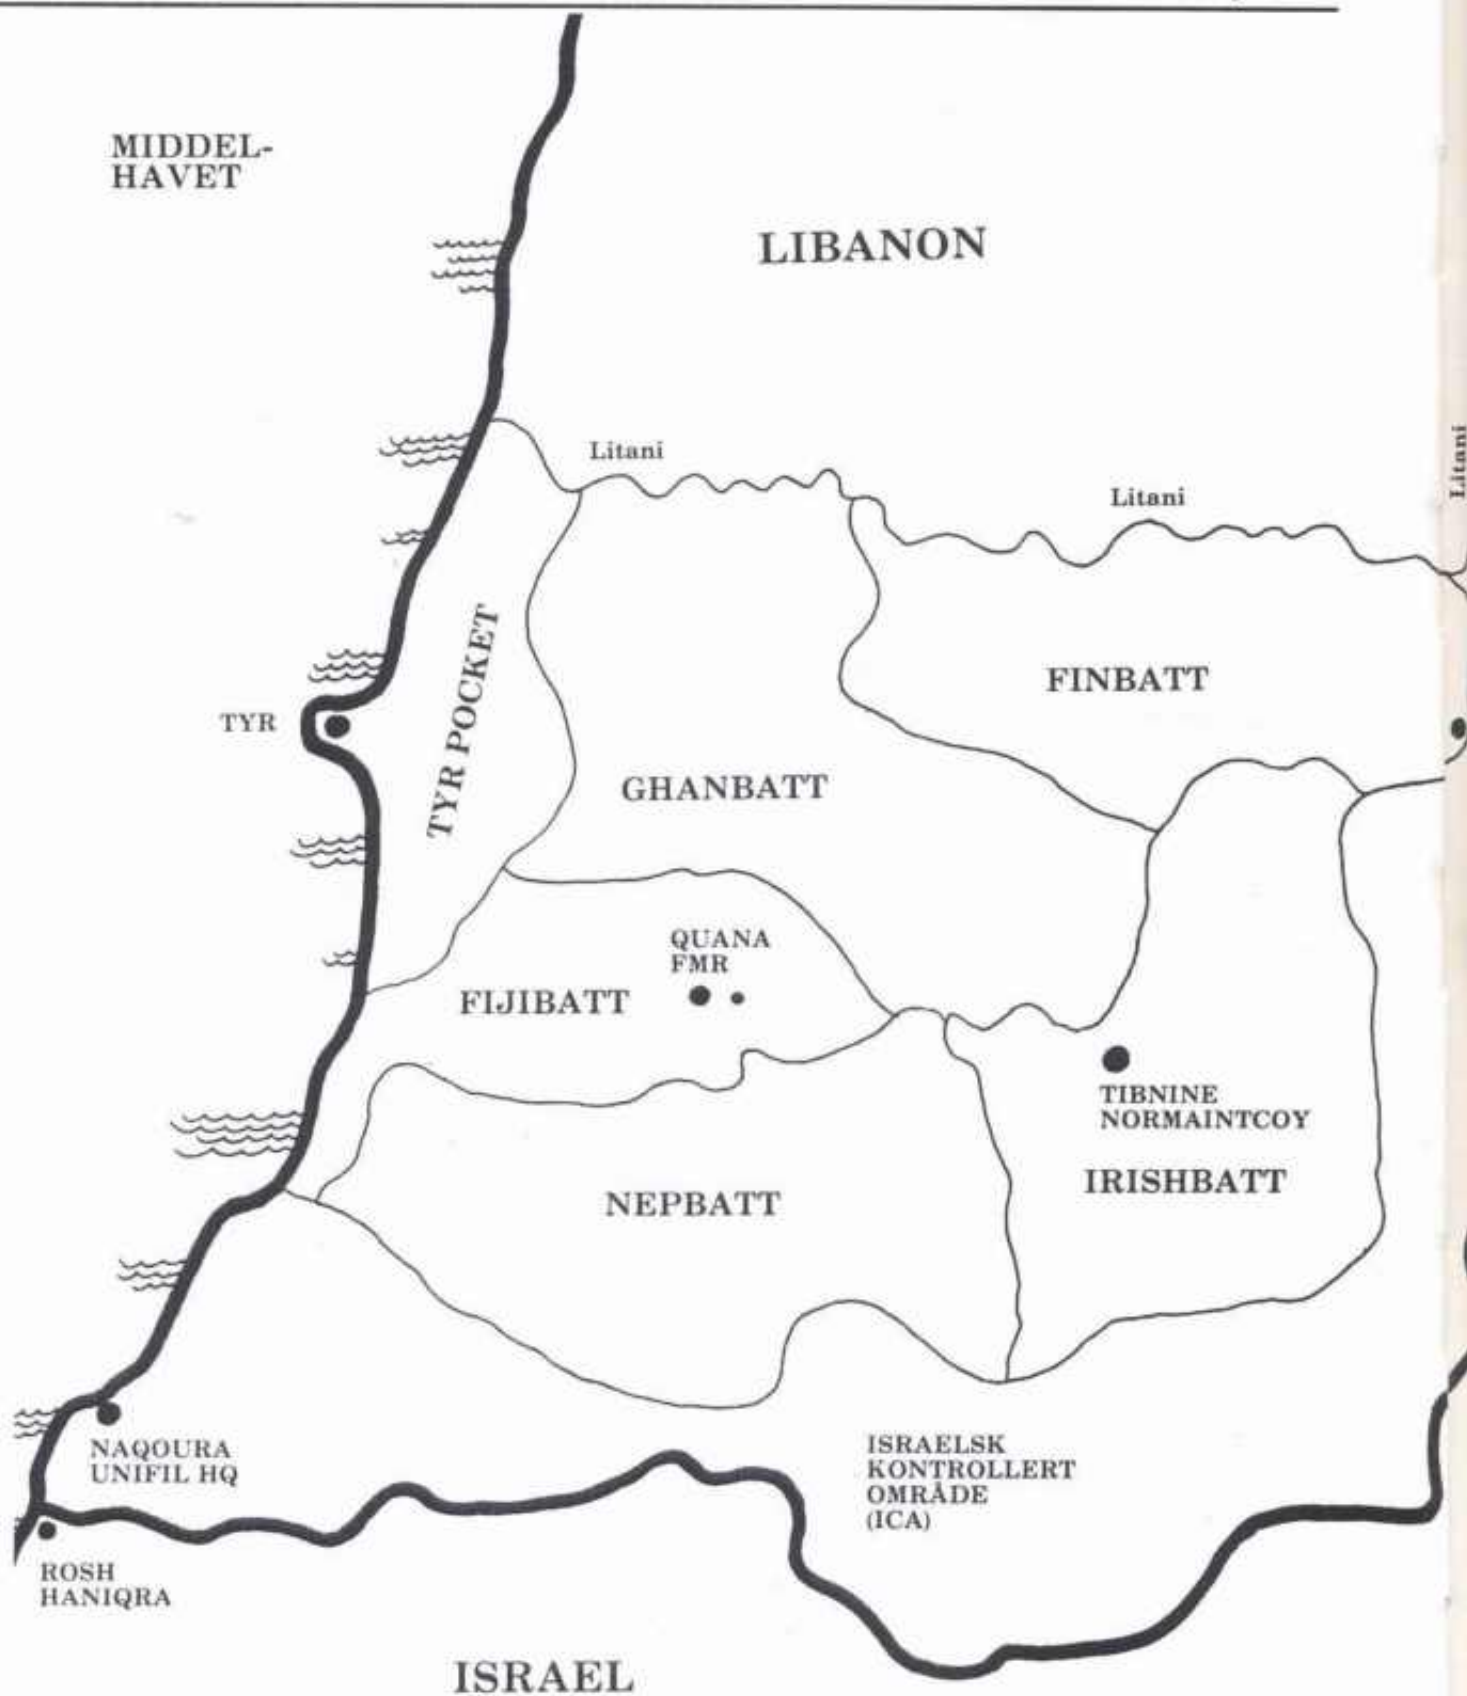 MIDDEL-
HAVET
LIBANON
Litani
Litani
Litani
TYR POCKET
FINBATT
TYR
GHANBATT
QUANA
FMR
FIJIBATT
TIBNINE
NORMAINTCOY
IRISHBATT
NEPBATT
NAQOURA
UNIFIL HQ
ISRAELSK
KONTROLLERT
OMRÅDE
(ICA)
ROSH
HANIQRA
ISRAEL